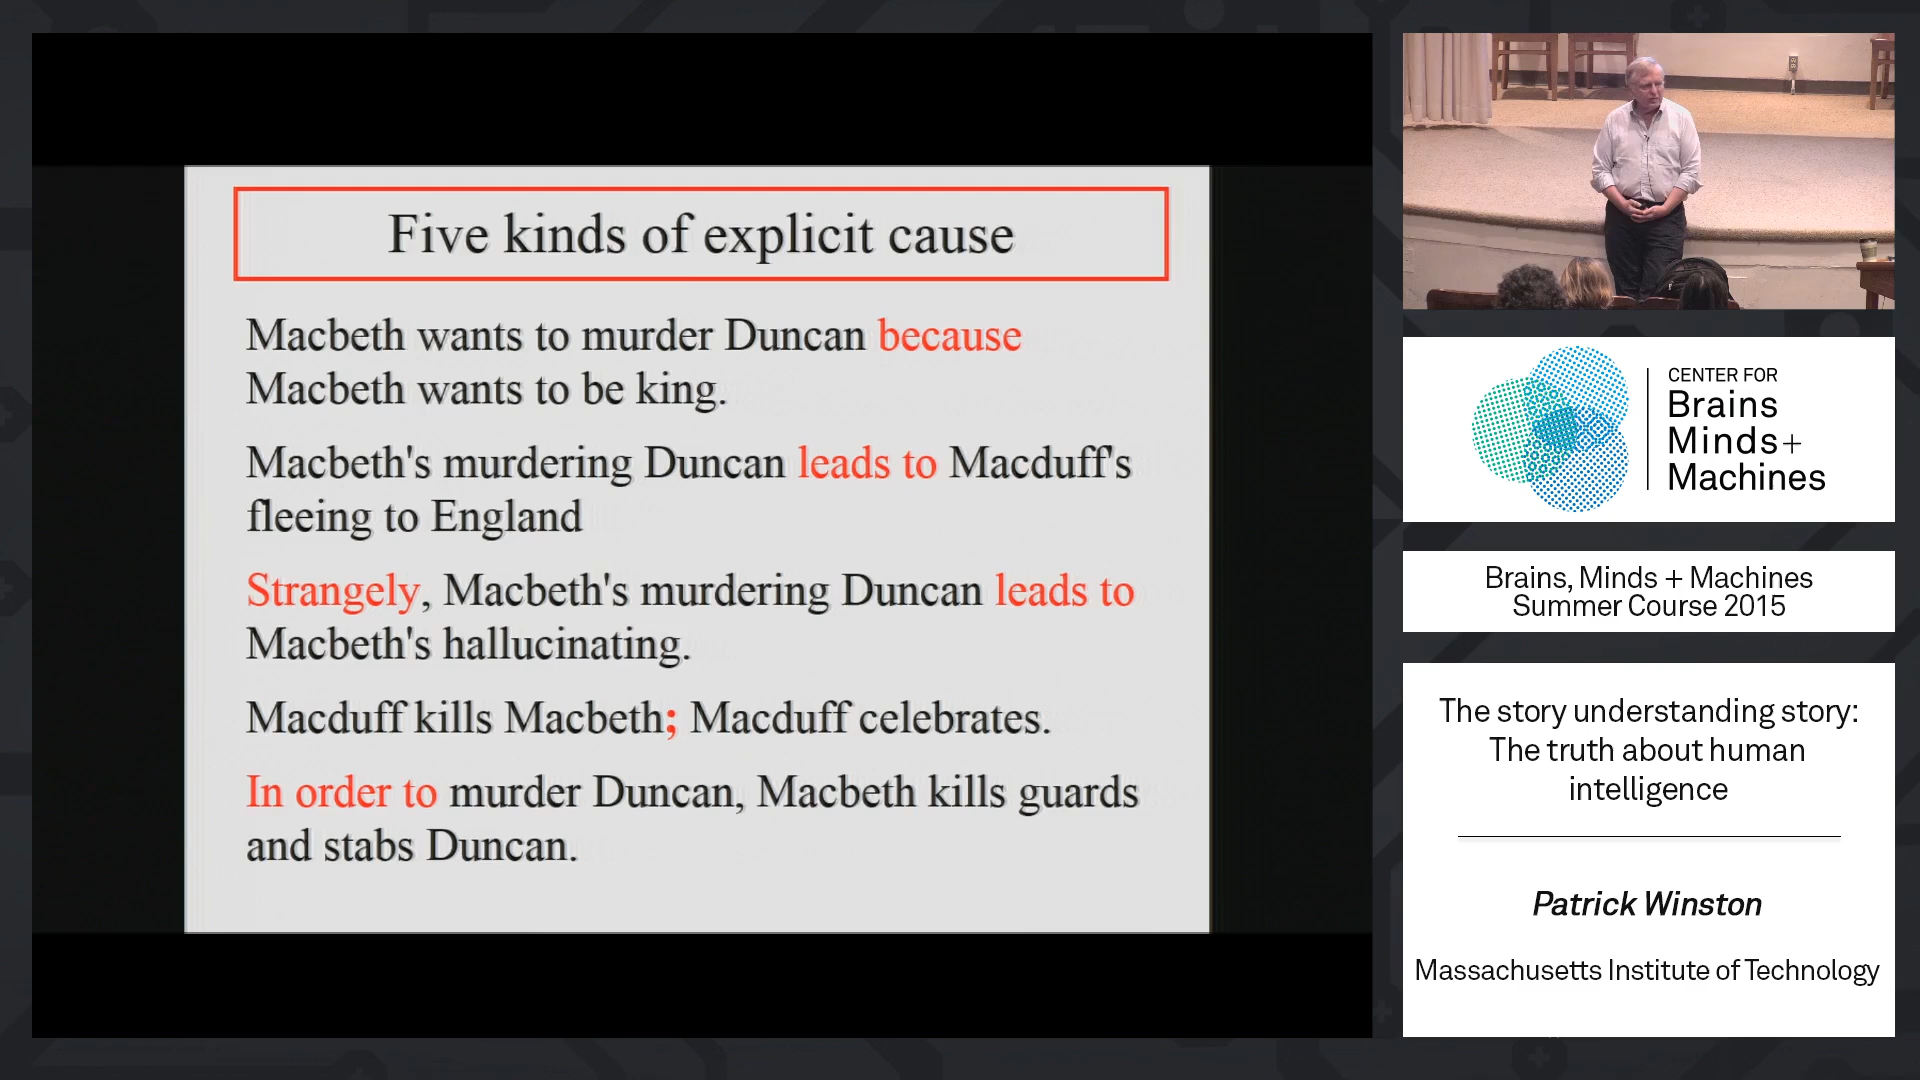 Five kinds of explicit cause
Macbeth wants to murder Duncan because
Macbeth wants to be king.
Macbeth's murdering Duncan leads to Macduff's
fleeing to England
Strangely, Macbeth's murdering Duncan leads to
Macbeth's hallucinating.
Macduff kills Macbeth; Macduff celebrates.
In order to murder Duncan, Macbeth kills guards
and stabs Duncan.
CENTER FOR
Brains
Minds+
Machines
Brains, Minds + Machines
Summer Course 2015
The story understanding story:
The truth about human
intelligence
Patrick Winston
Massachusetts Institute of Technology